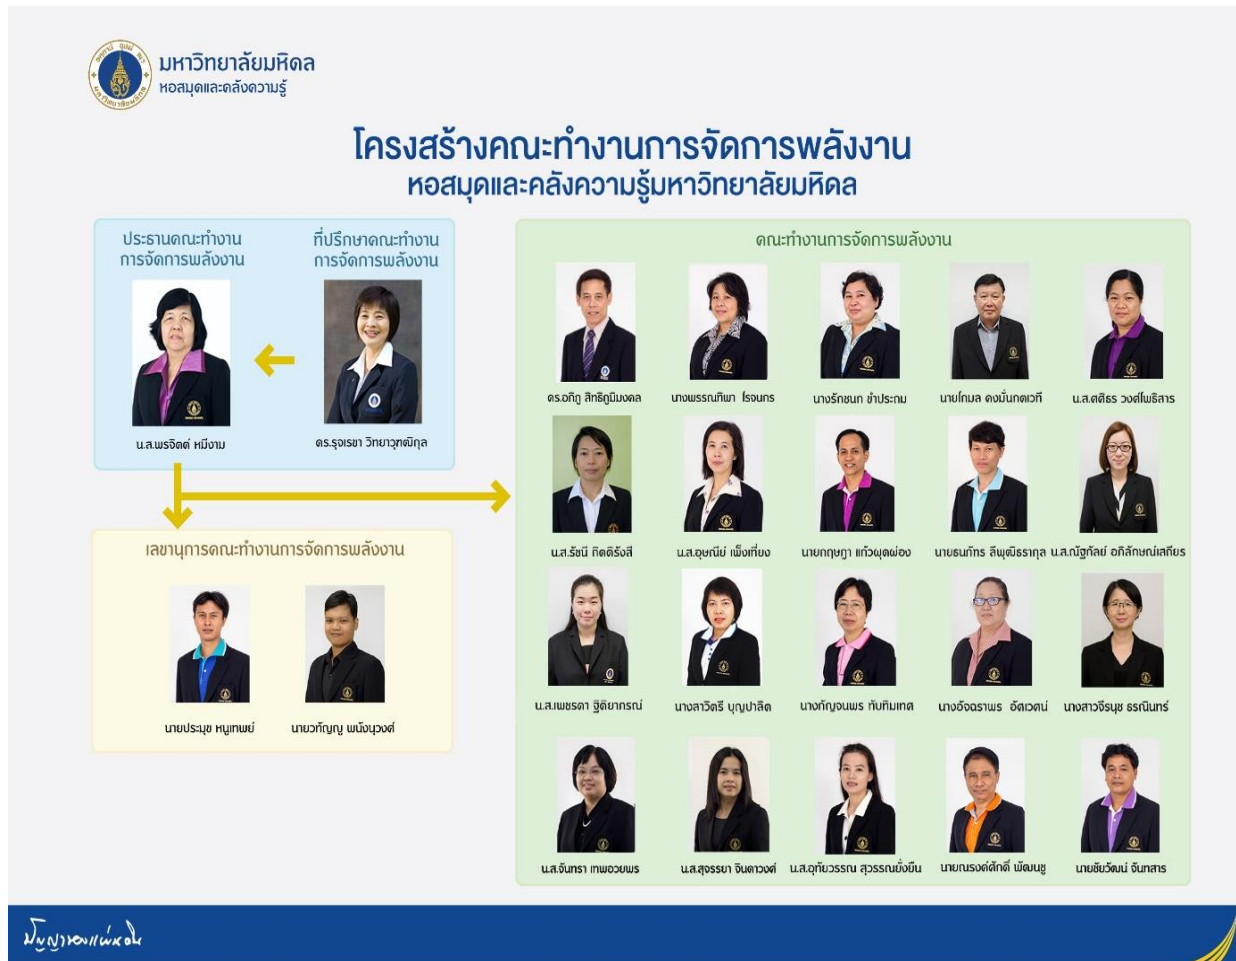 มหาวิทยาลัยมหิดล
หอสมุดและคลังความรู้
โครงสร้างคณะทำงานการจัดการพลังงาน
หอสมุดและคลังความรู้มหาวิทยาลัยมหิดล
ประธานคณะทำงาน
การจัดการพลังงาน
น.ส.พรจิตต์ หมีงาม
ที่ปรึกษาคณะทำงาน
การจัดการพลังงาน
ดร.รุจเรขา วิทยาวุฑฒิกุล
เลขานุการคณะทำงานการจัดการพลังงาน
นายประมุข หนูเทพย์
นายวทัญญู พนังนุวงศ์
คณะทำงานการจัดการพลังงาน
ดร.อภิภู สิทธิภูมิมงคล
นางพรรณทิพา โรจนกร
นางรักชนก ขำประถม
นายโกมล คงมั่นกตเวที
น.ส.ศศิธร วงศ์โพธิสาร
น.ส.รัชนี กิตติรังสี
น.ส.อุษณีย์ เพ็งเที่ยง
นายกฤษฎา แก้วผุดผ่อง
นายธนภัทร ลีพุฒิธรากุล
น.ส.ณัฐกัลย์ อภิลักษณ์เสถียร
น.ส.เพชรดา ฐิติยาภรณ์
นางสาวิตรี บุญปาลิต
นางกัญจนพร ทับทิมเทศ
นางอัจฉราพร อัตเวศน์
นางสาวจีรนุช ธรณินทร์
น.ส.จันทรา เทพอวยพร
น.ส.สุจรรยา จินดาวงศ์
น.ส.อุทัยวรรณ สุวรรณยั่งยืน
นายณรงค์ศักดิ์ พัฒนชู
นายชัยวัฒน์ จันทสาร
ปัญญาของแผ่นดิน